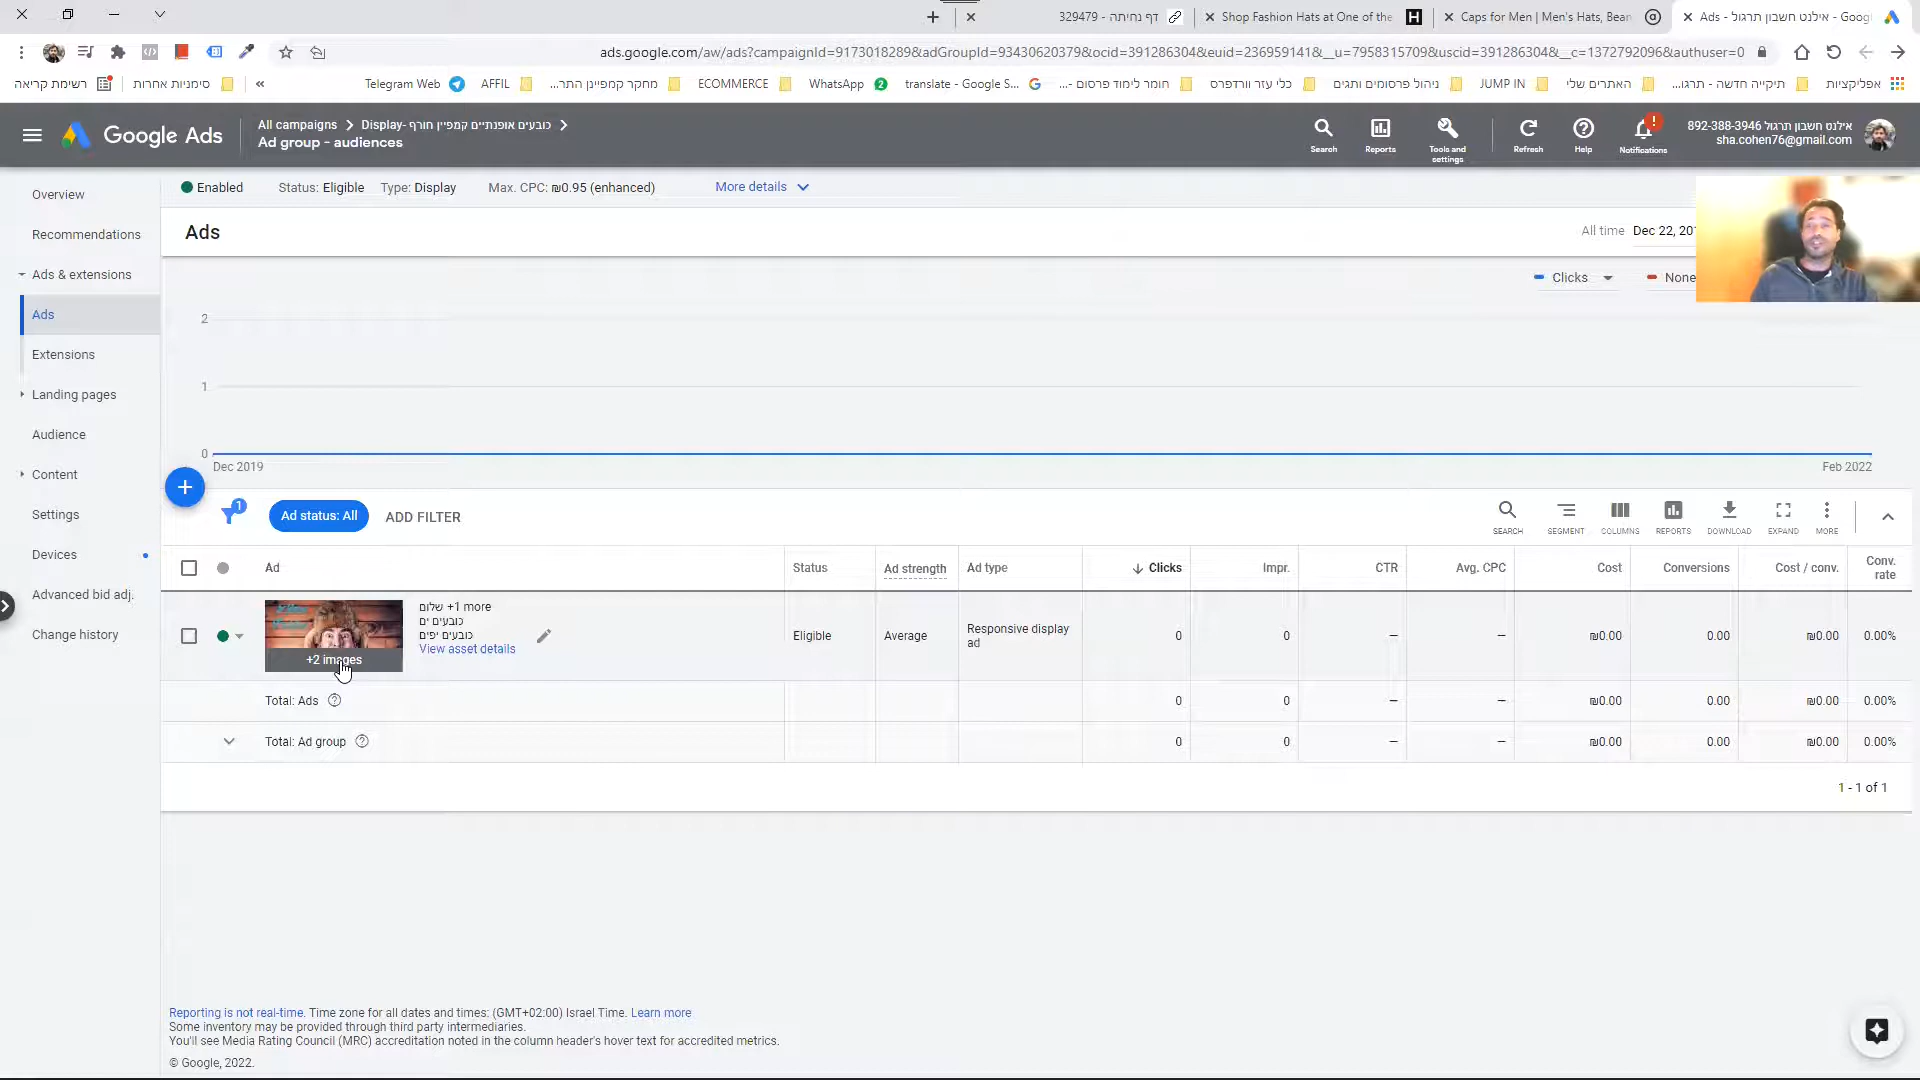 דף נחיתה - 329479
Shop Fashion Hats at One of the
Caps for Men | Men's Hats, Bean
Ads - אילנט חשבון תרגול - Goog
ads.google.com/aw/ads?campaignId=9173018289&adGroupId=93430620379&ocid=391286304&euid=236959141&__u=7958315709&uscid=391286304&__c=1372792096&authuser=0
רשימת קריאה
סימניות אחרות
«
Telegram Web
AFFIL
מחקר קמפיינן התר...
ECOMMERCE
WhatsApp
translate - Google S...
חומר לימוד פרסום -...
כלי עזר וורדפרס
ניהול פרסומים ותגים
JUMP IN
האתרים שלי
תיקייה חדשה - תרגו...
אפליקציות
Google Ads
All campaigns
Display- כובעים אופנתיים קמפיין חורף
Ad group - audiences
Search
Reports
Tools and
settings
Refresh
Help
Notifications
892-388-3946 אילנט חשבון תרגול
sha.cohen76@gmail.com
Enabled
Status: Eligible
Type: Display
Max. CPC: ₪0.95 (enhanced)
More details
Overview
Recommendations
Ads & extensions
Ads
Extensions
Landing pages
Audience
Content
Settings
Devices
Advanced bid adj.
Change history
Ads
All time
Dec 22, 201
Clicks
None
2
1
0
Dec 2019
Feb 2022
1
Ad status: All
ADD FILTER
SEARCH
SEGMENT
COLUMNS
REPORTS
DOWNLOAD
EXPAND
MORE
Ad
Status
Ad strength
Ad type
Clicks
Impr.
CTR
Avg. CPC
Cost
Conversions
Cost / conv.
Conv.
rate
+2 images
שלום +1 more
כובעים ים
כובעים יפים
View asset details
Eligible
Average
Responsive display
ad
0
0
—
—
₪0.00
0.00
₪0.00
0.00%
Total: Ads
0
0
—
—
₪0.00
0.00
₪0.00
0.00%
Total: Ad group
0
0
—
—
₪0.00
0.00
₪0.00
0.00%
1 - 1 of 1
Reporting is not real-time. Time zone for all dates and times: (GMT+02:00) Israel Time. Learn more
Some inventory may be provided through third party intermediaries.
You'll see Media Rating Council (MRC) accreditation noted in the column header's hover text for accredited metrics.
© Google, 2022.